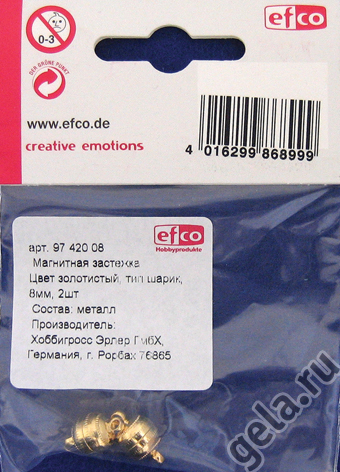 efco
0-3
DER GRÜNE PUNKT
www.efco.de
creative emotions
4 016299 868999
арт. 97 420 08
efco
Hobbyprodukte
Магнитная застежка
Цвет золотистый, тип шарик,
8мм, 2шт
Состав: металл
Производитель:
Хоббигросс Эрлер ГмбХ,
Германия, г. Рорбах 76865
www.gela.ru